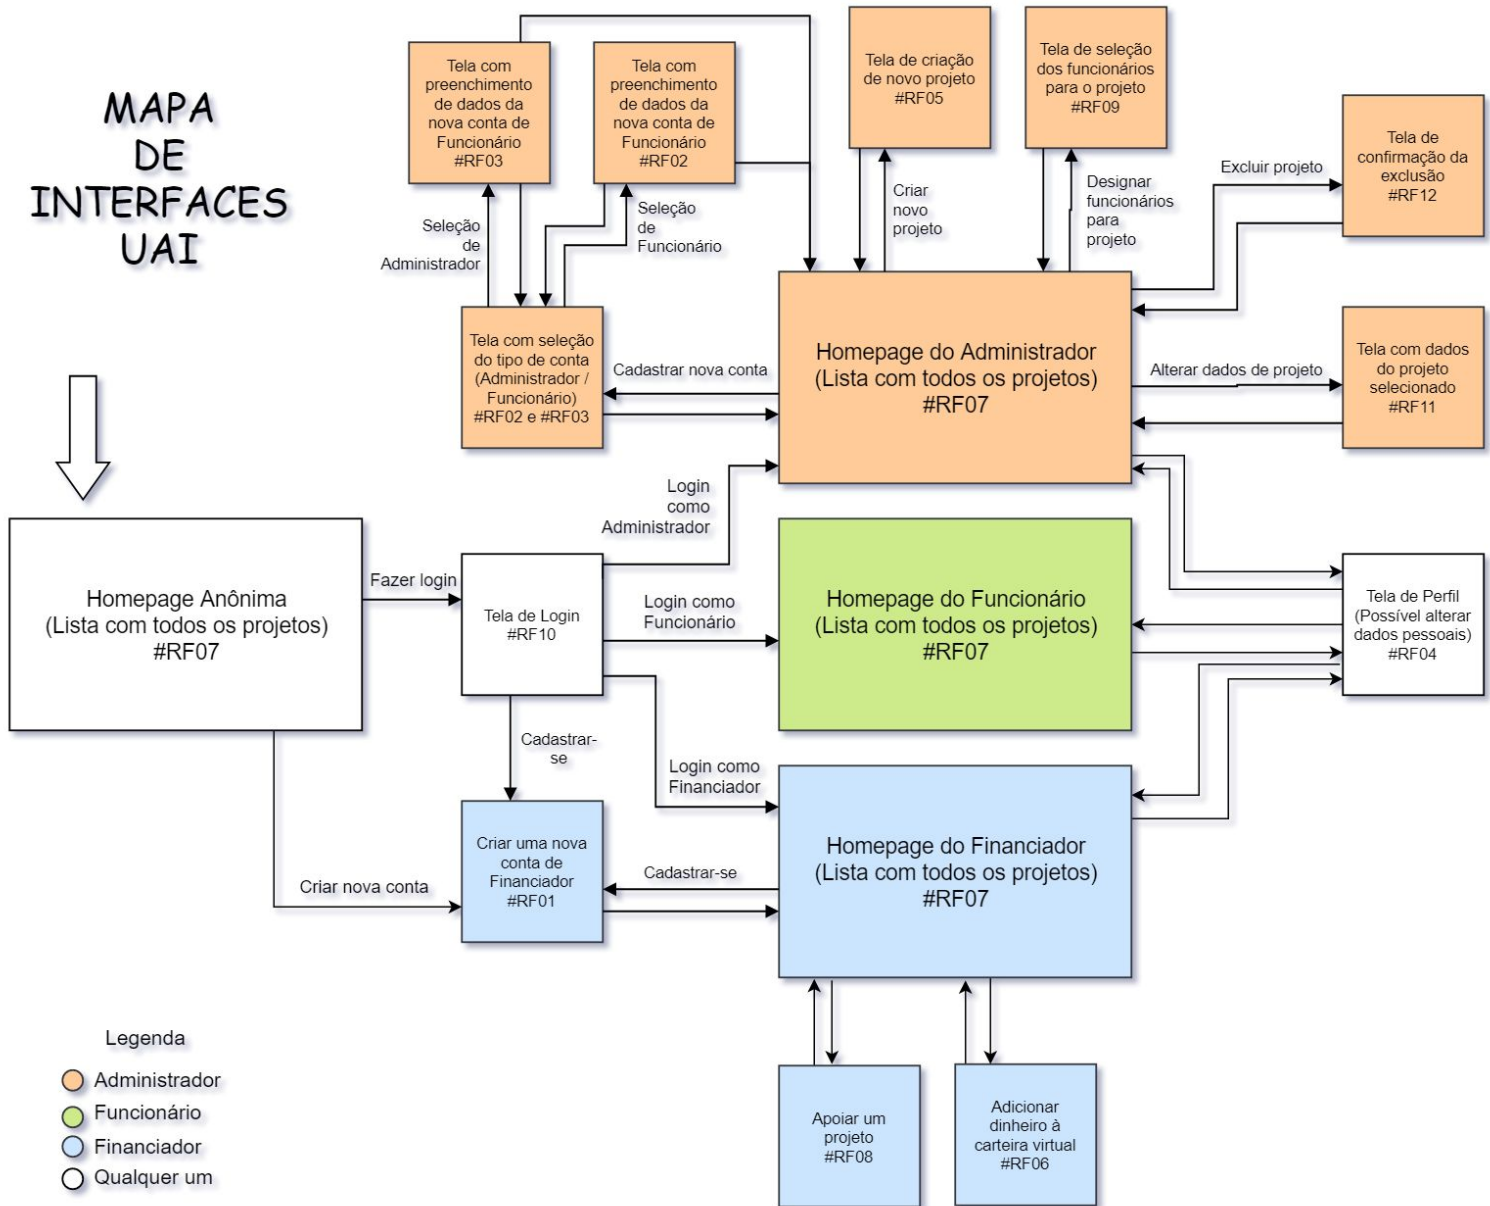 MAPA
DE
INTERFACES
UAI
Tela com
preenchimento
de dados da
nova conta de
Funcionário
#RF03
Tela com
preenchimento
de dados da
nova conta de
Funcionário
#RF02
Tela de criação
de novo projeto
#RF05
Tela de seleção
dos funcionários
para o projeto
#RF09
Tela de
confirmação da
exclusão
#RF12
Excluir projeto
Seleção
de
Administrador
Seleção
de
Funcionário
Criar
novo
projeto
Designar
funcionários
para
projeto
Tela com seleção
do tipo de conta
(Administrador /
Funcionário)
#RF02 e #RF03
Cadastrar nova conta
Homepage do Administrador
(Lista com todos os projetos)
#RF07
Alterar dados de projeto
Tela com dados
do projeto
selecionado
#RF11
Login
como
Administrador
Homepage Anônima
(Lista com todos os projetos)
#RF07
Fazer login
Tela de Login
#RF10
Login como
Funcionário
Homepage do Funcionário
(Lista com todos os projetos)
#RF07
Tela de Perfil
(Possível alterar
dados pessoais)
#RF04
Cadastrar-
se
Login como
Financiador
Criar nova conta
Criar uma nova
conta de
Financiador
#RF01
Cadastrar-se
Homepage do Financiador
(Lista com todos os projetos)
#RF07
Apoiar um
projeto
#RF08
Adicionar
dinheiro à
carteira virtual
#RF06
Legenda
Administrador
Funcionário
Financiador
Qualquer um